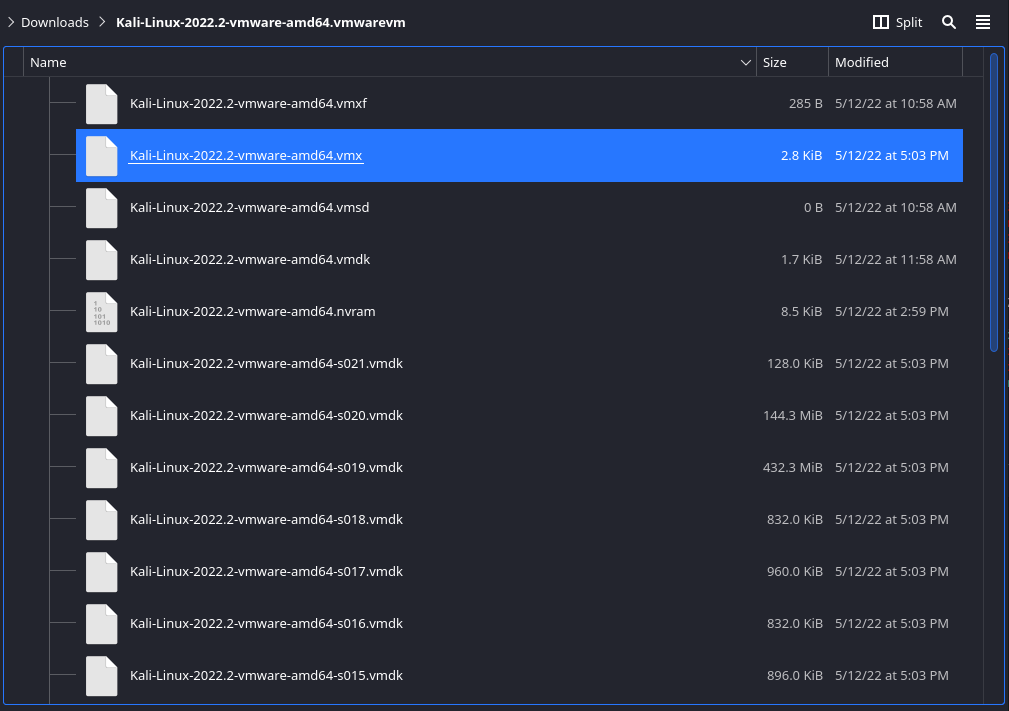 Downloads Kali-Linux-2022.2-vmware-amd64.vmwarevm Split
Name Size Modified
Kali-Linux-2022.2-vmware-amd64.vmxf 285 B 5/12/22 at 10:58 AM
Kali-Linux-2022.2-vmware-amd64.vmx 2.8 KiB 5/12/22 at 5:03 PM
Kali-Linux-2022.2-vmware-amd64.vmsd 0 B 5/12/22 at 10:58 AM
Kali-Linux-2022.2-vmware-amd64.vmdk 1.7 KiB 5/12/22 at 11:58 AM
1
10
101
1010
Kali-Linux-2022.2-vmware-amd64.nvram 8.5 KiB 5/12/22 at 2:59 PM
Kali-Linux-2022.2-vmware-amd64-s021.vmdk 128.0 KiB 5/12/22 at 5:03 PM
Kali-Linux-2022.2-vmware-amd64-s020.vmdk 144.3 MiB 5/12/22 at 5:03 PM
Kali-Linux-2022.2-vmware-amd64-s019.vmdk 432.3 MiB 5/12/22 at 5:03 PM
Kali-Linux-2022.2-vmware-amd64-s018.vmdk 832.0 KiB 5/12/22 at 5:03 PM
Kali-Linux-2022.2-vmware-amd64-s017.vmdk 960.0 KiB 5/12/22 at 5:03 PM
Kali-Linux-2022.2-vmware-amd64-s016.vmdk 832.0 KiB 5/12/22 at 5:03 PM
Kali-Linux-2022.2-vmware-amd64-s015.vmdk 896.0 KiB 5/12/22 at 5:03 PM